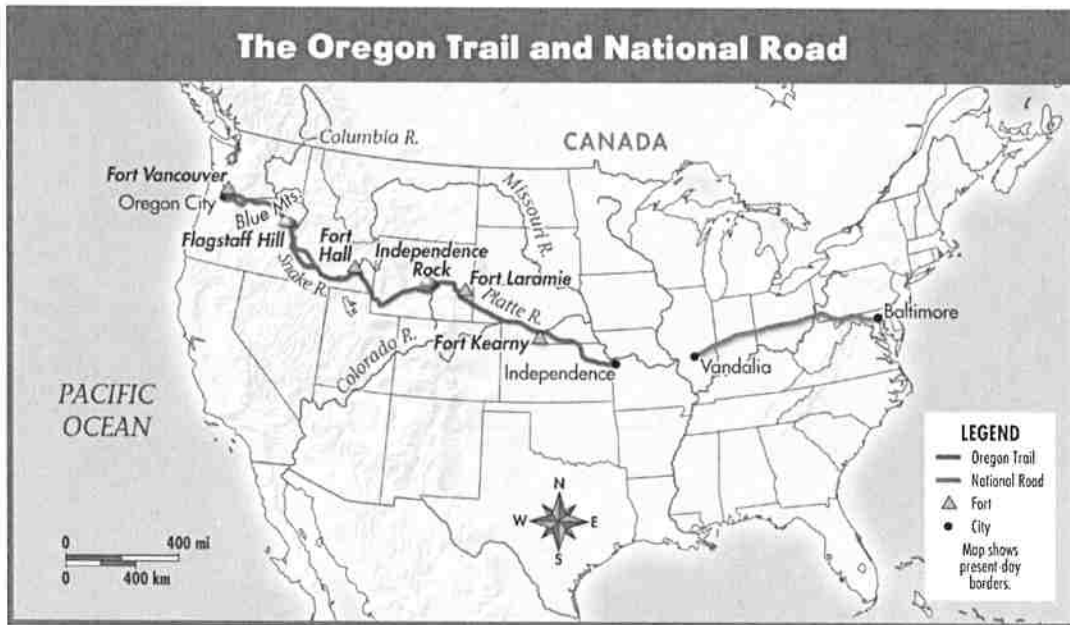 The Oregon Trail and National Road
Columbia R.
CANADA
Fort Vancouver
Oregon City
Blue Mts.
Missouri R.
Flagstaff Hill
Fort
Hall
Independence
Rock
Fort Laramie
Snake R.
Platte R.
Baltimore
Fort Kearny
Colorado R.
Independence
Vandalia
PACIFIC
OCEAN
LEGEND
Oregon Trail
National Road
Fort
City
Map shows
present-day
borders.
N
W E
S
0 400 mi
0 400 km